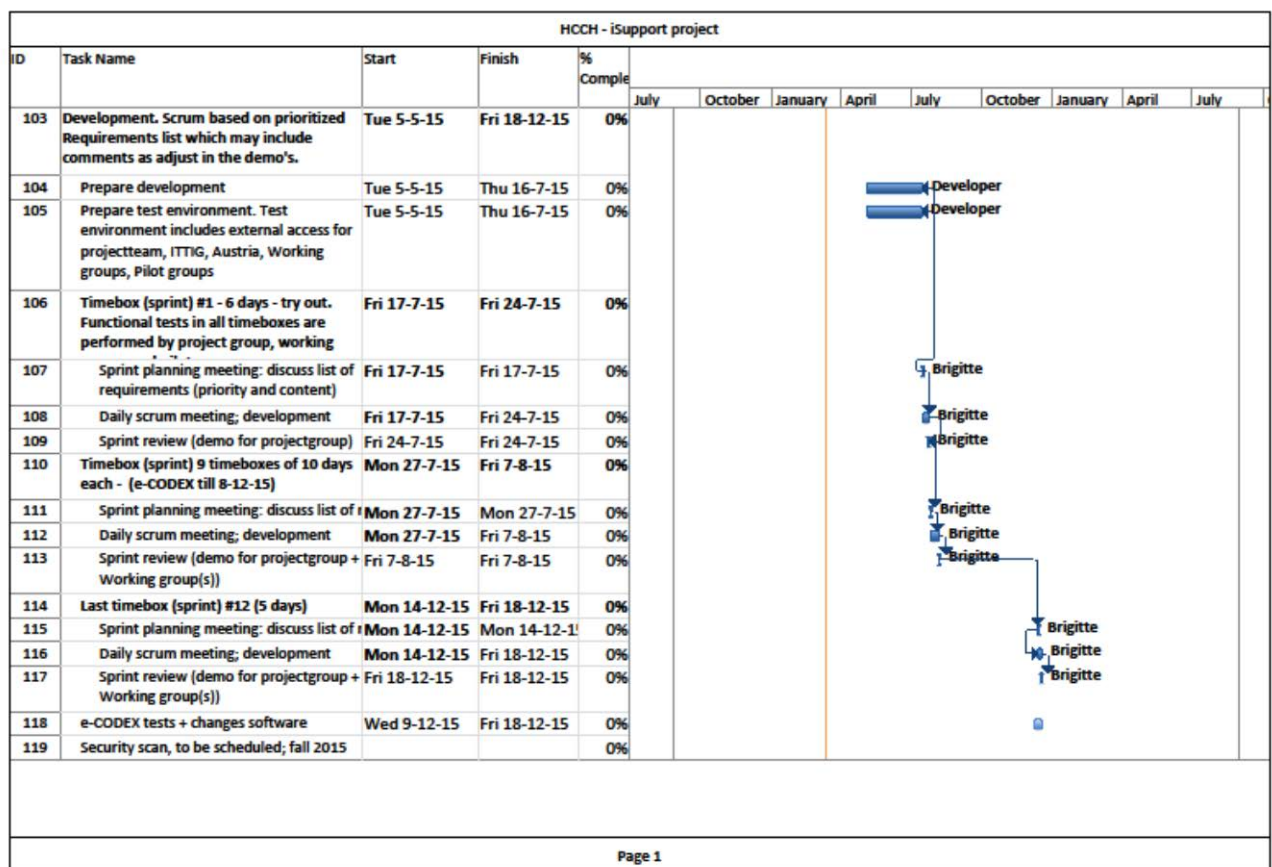 HCCH - iSupport project
ID Task Name Start Finish %
Comple
July October January April July October January April July
103 Development. Scrum based on prioritized Tue 5-5-15 Fri 18-12-15 0%
Requirements list which may include
comments as adjust in the demo's.
104 Prepare development Tue 5-5-15 Thu 16-7-15 0% Developer
105 Prepare test environment. Test Tue 5-5-15 Thu 16-7-15 0% Developer
environment includes external access for
projectteam, ITTIG, Austria, Working
groups, Pilot groups
106 Timebox (sprint) #1 - 6 days - try out. Fri 17-7-15 Fri 24-7-15 0%
Functional tests in all timeboxes are
performed by project group, working
107 Sprint planning meeting: discuss list of Fri 17-7-15 Fri 17-7-15 0% Brigitte
requirements (priority and content)
108 Daily scrum meeting; development Fri 17-7-15 Fri 24-7-15 0% Brigitte
109 Sprint review (demo for projectgroup) Fri 24-7-15 Fri 24-7-15 0% Brigitte
110 Timebox (sprint) 9 timeboxes of 10 days Mon 27-7-15 Fri 7-8-15 0%
each - (e-CODEX till 8-12-15)
111 Sprint planning meeting: discuss list of Mon 27-7-15 Mon 27-7-15 0% Brigitte
112 Daily scrum meeting; development Mon 27-7-15 Fri 7-8-15 0% Brigitte
113 Sprint review (demo for projectgroup + Fri 7-8-15 Fri 7-8-15 0% Brigitte
Working group(s))
114 Last timebox (sprint) #12 (5 days) Mon 14-12-15 Fri 18-12-15 0%
115 Sprint planning meeting: discuss list of Mon 14-12-15 Mon 14-12-1 0% Brigitte
116 Daily scrum meeting; development Mon 14-12-15 Fri 18-12-15 0% Brigitte
117 Sprint review (demo for projectgroup + Fri 18-12-15 Fri 18-12-15 0% Brigitte
Working group(s))
118 e-CODEX tests + changes software Wed 9-12-15 Fri 18-12-15 0%
119 Security scan, to be scheduled; fall 2015 0%
Page 1